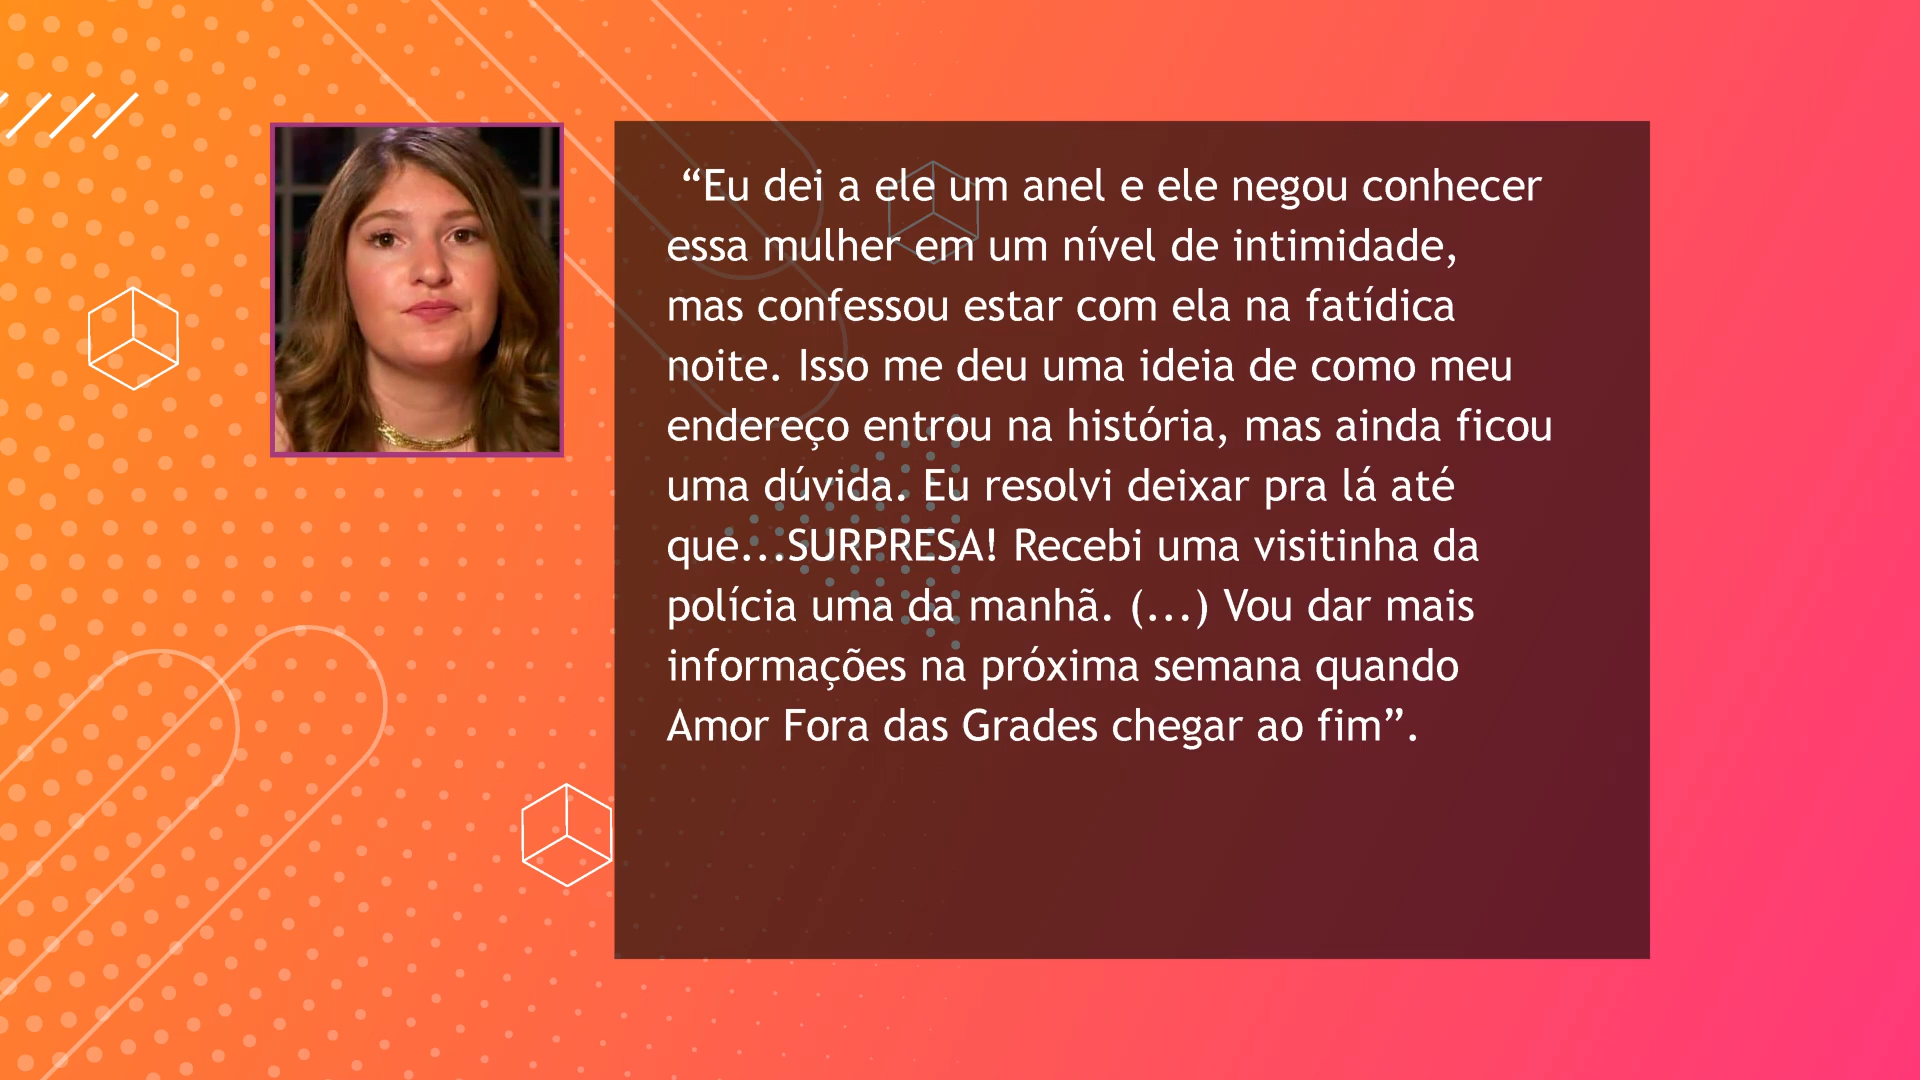 “Eu dei a ele um anel e ele negou conhecer
essa mulher em um nível de intimidade,
mas confessou estar com ela na fatídica
noite. Isso me deu uma ideia de como meu
endereço entrou na história, mas ainda ficou
uma dúvida. Eu resolvi deixar pra lá até
que...SURPRESA! Recebi uma visitinha da
polícia uma da manhã. (...) Vou dar mais
informações na próxima semana quando
Amor Fora das Grades chegar ao fim”.